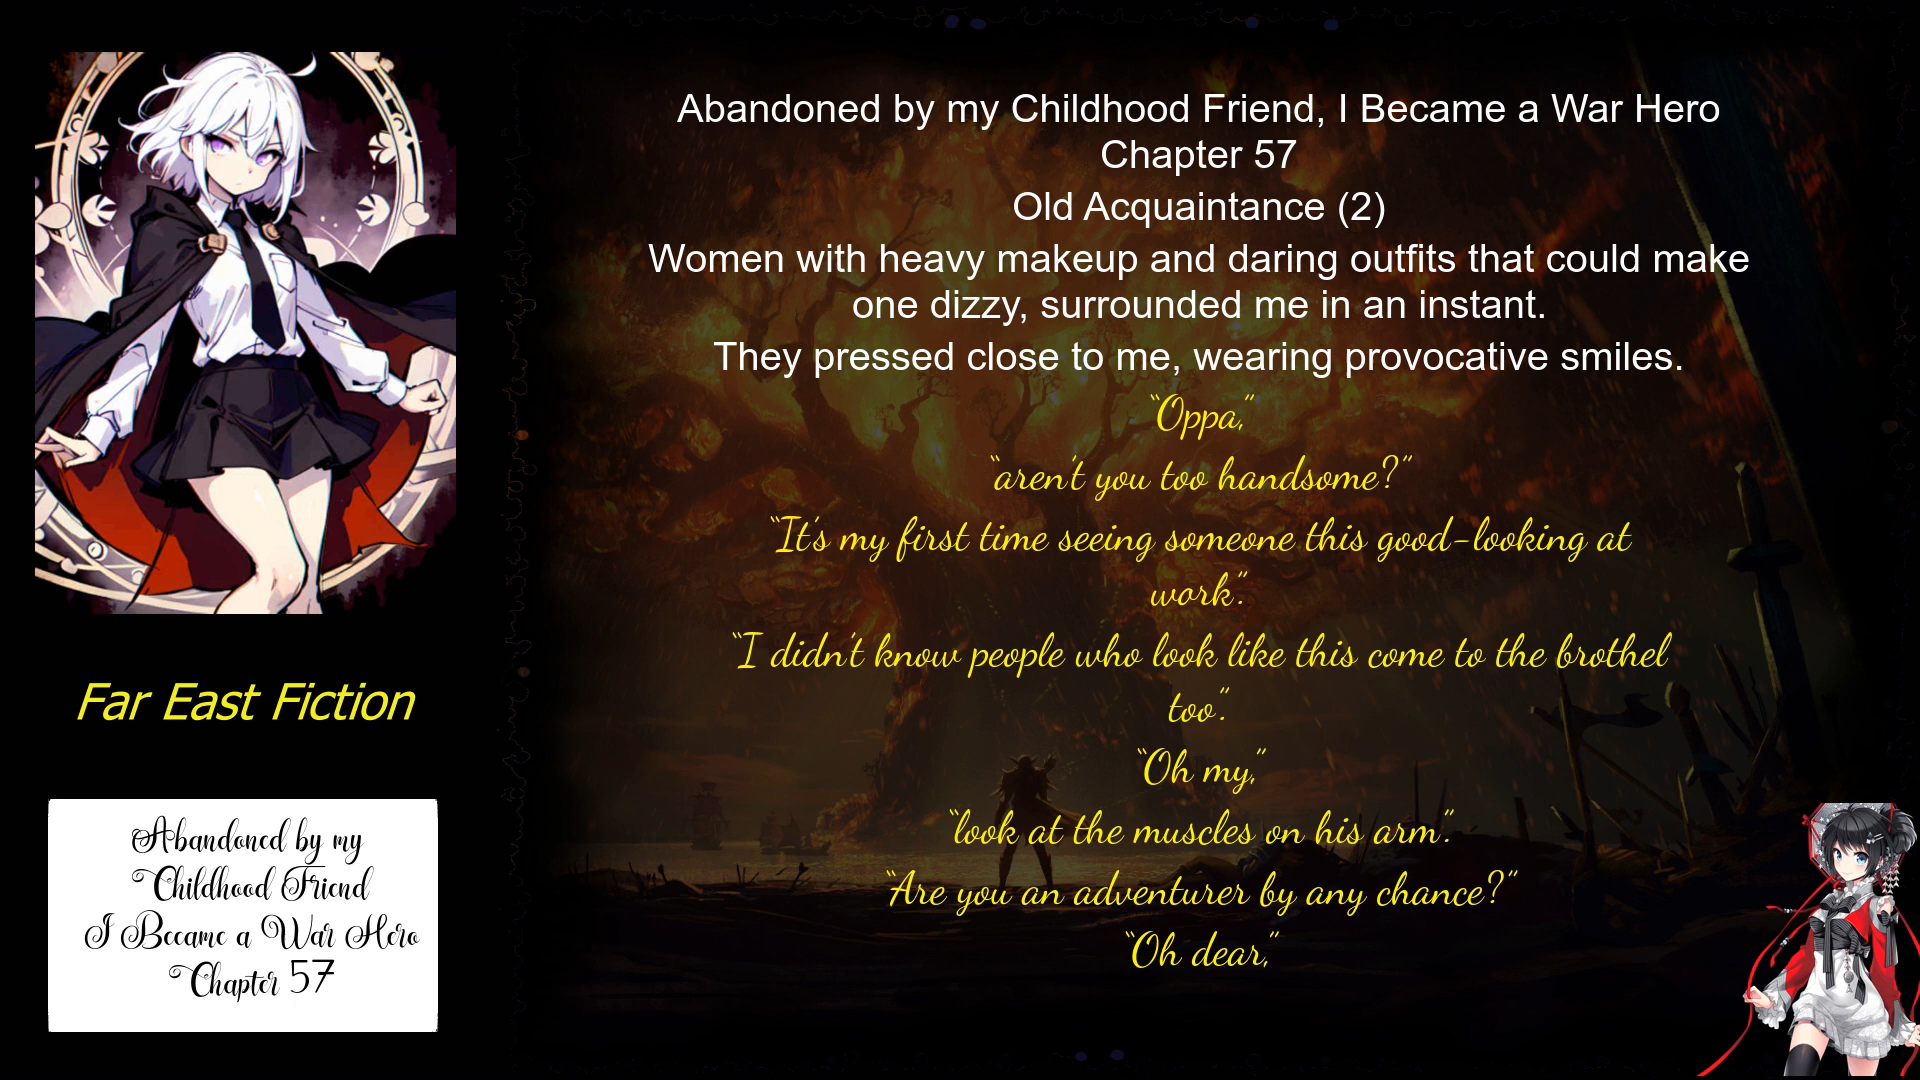 Abandoned by my Childhood Friend, I Became a War Hero
Chapter 57
Old Acquaintance (2)
Women with heavy makeup and daring outfits that could make
one dizzy, surrounded me in an instant.
They pressed close to me, wearing provocative smiles.
“Oppa,”
“aren’t you too handsome?”
“It’s my first time seeing someone this good-looking at
work”.
“I didn’t know people who look like this come to the brothel
too”.
“Oh my,”
“look at the muscles on his arm”.
“Are you an adventurer by any chance?”
“Oh dear,”
Far East Fiction
Abandoned by my
Childhood Friend
I Became a War Hero
Chapter 57